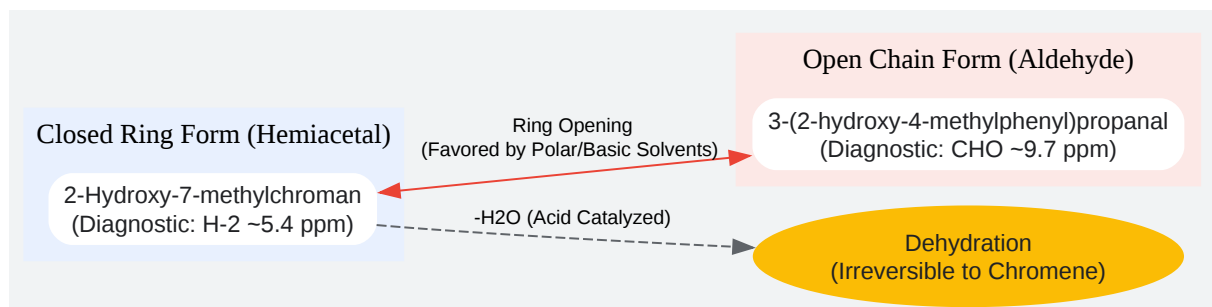 Open Chain Form (Aldehyde)
3-(2-hydroxy-4-methylphenyl)propanal
(Diagnostic: CHO ~9.7 ppm)
Closed Ring Form (Hemiacetal)
2-Hydroxy-7-methylchroman
(Diagnostic: H-2 ~5.4 ppm)
Ring Opening
(Favored by Polar/Basic Solvents)
-H2O (Acid Catalyzed)
Dehydration
(Irreversible to Chromene)